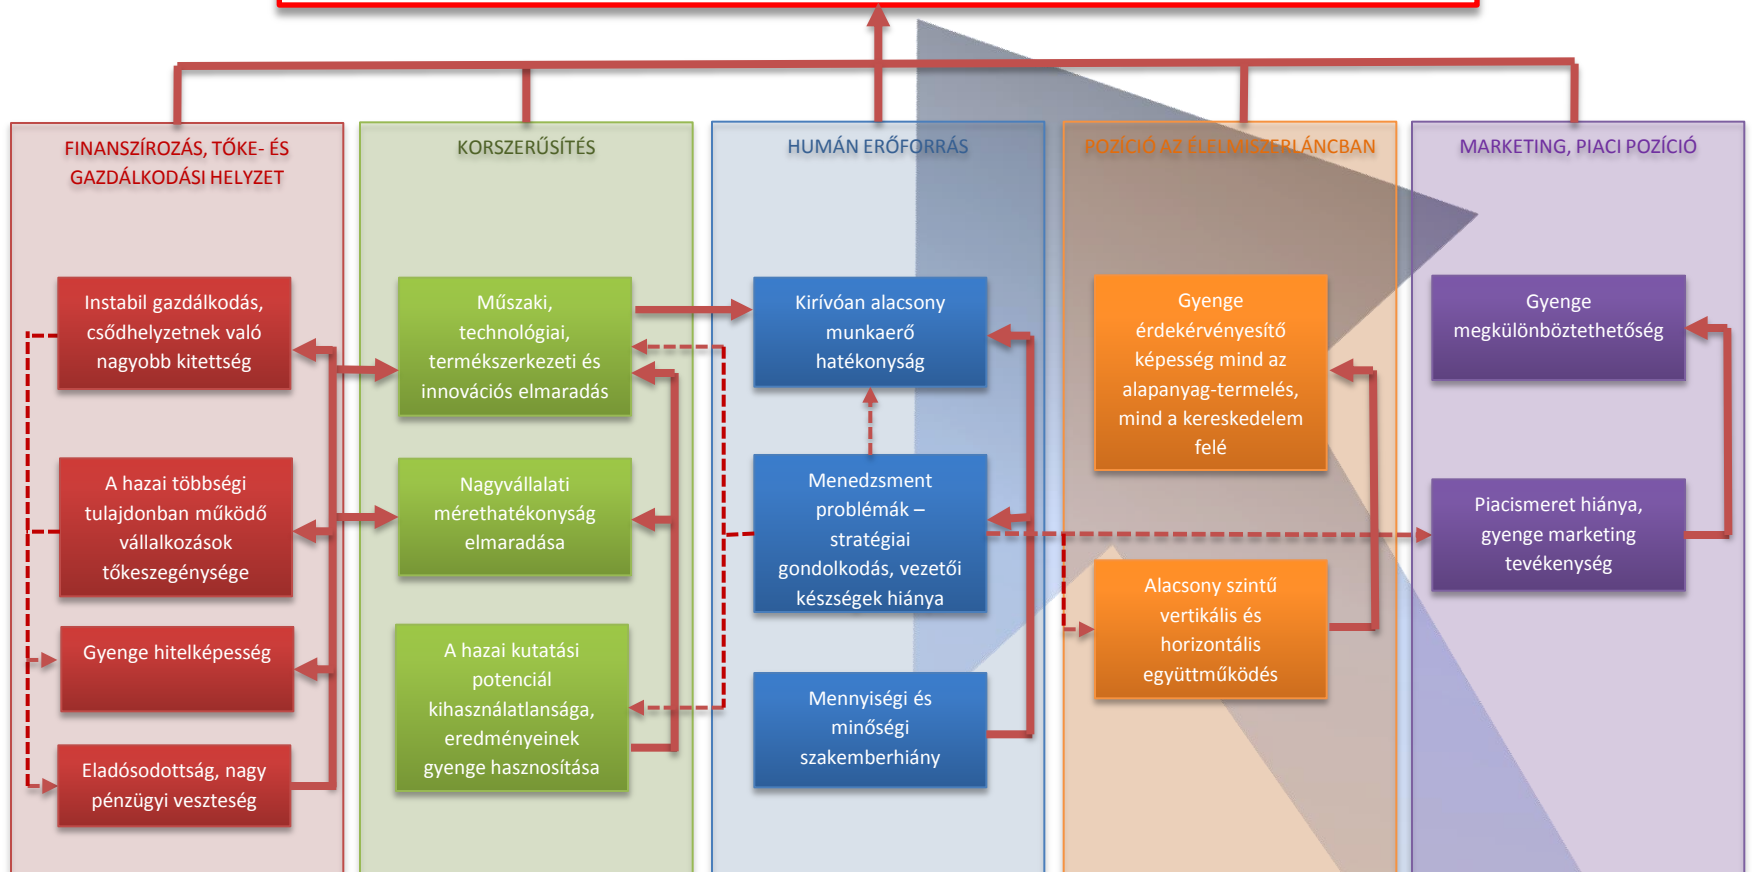 FINANSZÍROZÁS, TŐKE- ÉS
GAZDÁLKODÁSI HELYZET
Instabil gazdálkodás,
csődhelyzetnek való
nagyobb kitettség
A hazai többségi
tulajdonban működő
vállalkozások
tőkeszegénysége
Gyenge hitelképesség
Eladósodottság, nagy
pénzügyi veszteség
KORSZERŰSÍTÉS
Műszaki,
technológiai,
termékszerkezeti és
innovációs elmaradás
Nagyvállalati
mérethatékonyság
elmaradása
A hazai kutatási
potenciál
kihasználatlansága,
eredményeinek
gyenge hasznosítása
HUMÁN ERŐFORRÁS
Kirívóan alacsony
munkaerő
hatékonyság
Menedzsment
problémák –
stratégiai
gondolkodás, vezetői
készségek hiánya
Mennyiségi és
minőségi
szakemberhiány
POZÍCIÓ AZ ÉLELMISZERLÁNCBAN
Gyenge
érdekérvényesítő
képesség mind az
alapanyag-termelés,
mind a kereskedelem
felé
Alacsony szintű
vertikális és
horizontális
együttműködés
MARKETING, PIACI POZÍCIÓ
Gyenge
megkülönböztethetőség
Piacismeret hiánya,
gyenge marketing
tevékenység